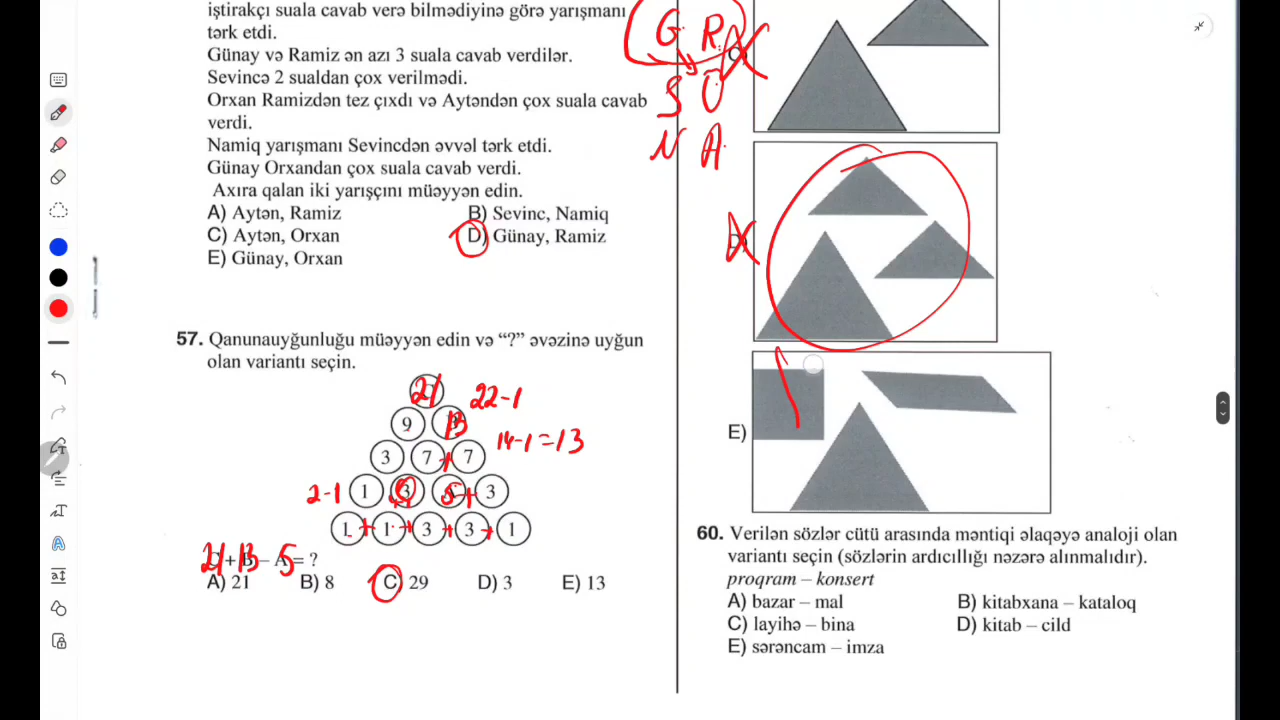 iştirakçı suala cavab verə bilmədiyinə görə yarışmanı
tərk etdi.
Günay və Ramiz ən azı 3 suala cavab verdilər.
Sevincə 2 sualdan çox verilmədi.
Orxan Ramizdən tez çıxdı və Aytəndən çox suala cavab
verdi.
Namiq yarışmanı Sevincdən əvvəl tərk etdi.
Günay Orxandan çox suala cavab verdi.
Axıra qalan iki yarışçını müəyyən edin.
A) Aytən, Ramiz B) Sevinc, Namiq
C) Aytən, Orxan D) Günay, Ramiz
E) Günay, Orxan
57. Qanunauyğunluğu müəyyən edin və “?” əvəzinə uyğun
olan variantı seçin.
21 22-1
9 13
14-1=13
3 7 + 7
2-1 1 3 5 + 3
1 + 1 + 3 + 3 + 1
21 + 13 – 5 = ?
A) 21 B) 8 C) 29 D) 3 E) 13
G R
S O
N A
E)
60. Verilən sözlər cütü arasında məntiqi əlaqəyə analoji olan
variantı seçin (sözlərin ardıcıllığı nəzərə alınmalıdır).
proqram – konsert
A) bazar – mal B) kitabxana – kataloq
C) layihə – bina D) kitab – cild
E) sərəncam – imza